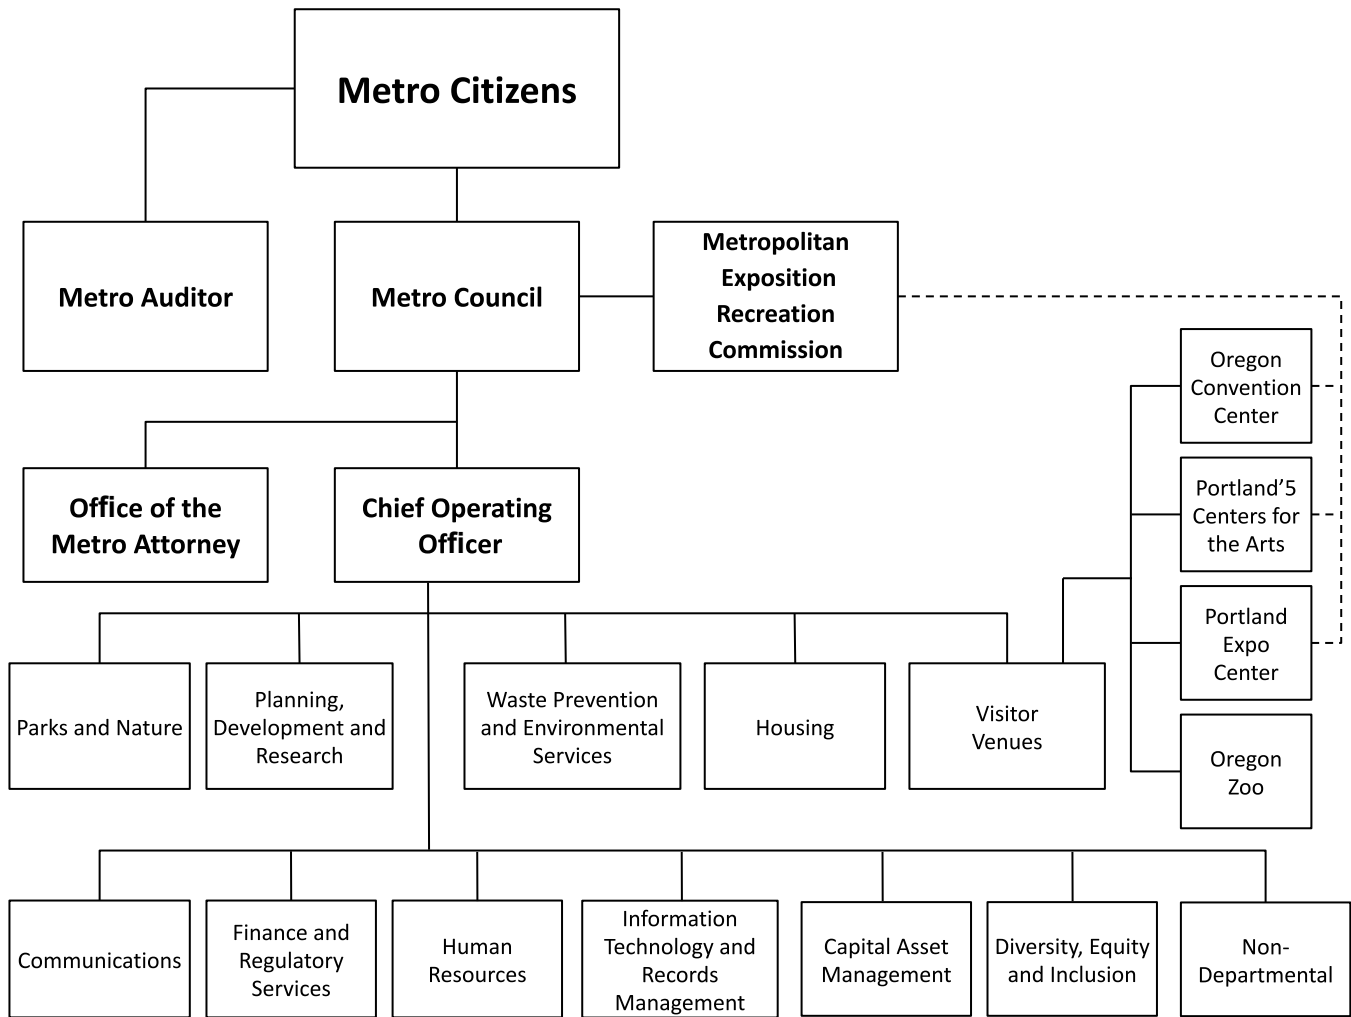 Metro Citizens
Metro Auditor
Metro Council
Metropolitan
Exposition
Recreation
Commission
Oregon
Convention
Center
Portland’5
Centers for
the Arts
Portland
Expo
Center
Oregon
Zoo
Office of the
Metro Attorney
Chief Operating
Officer
Parks and Nature
Planning,
Development and
Research
Waste Prevention
and Environmental
Services
Housing
Visitor
Venues
Communications
Finance and
Regulatory
Services
Human
Resources
Information
Technology and
Records
Management
Capital Asset
Management
Diversity, Equity
and Inclusion
Non-
Departmental